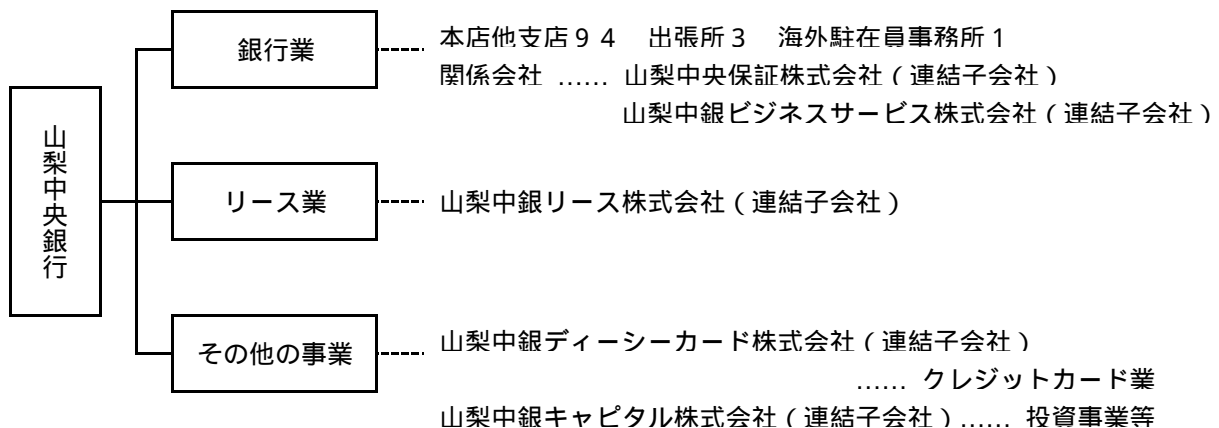 山梨中央銀行
銀行業
本店他支店９４　出張所３　海外駐在員事務所１
関係会社 …… 山梨中央保証株式会社（連結子会社）
山梨中銀ビジネスサービス株式会社（連結子会社）
リース業
山梨中銀リース株式会社（連結子会社）
その他の事業
山梨中銀ディーシーカード株式会社（連結子会社）
…… クレジットカード業
山梨中銀キャピタル株式会社（連結子会社）…… 投資事業等